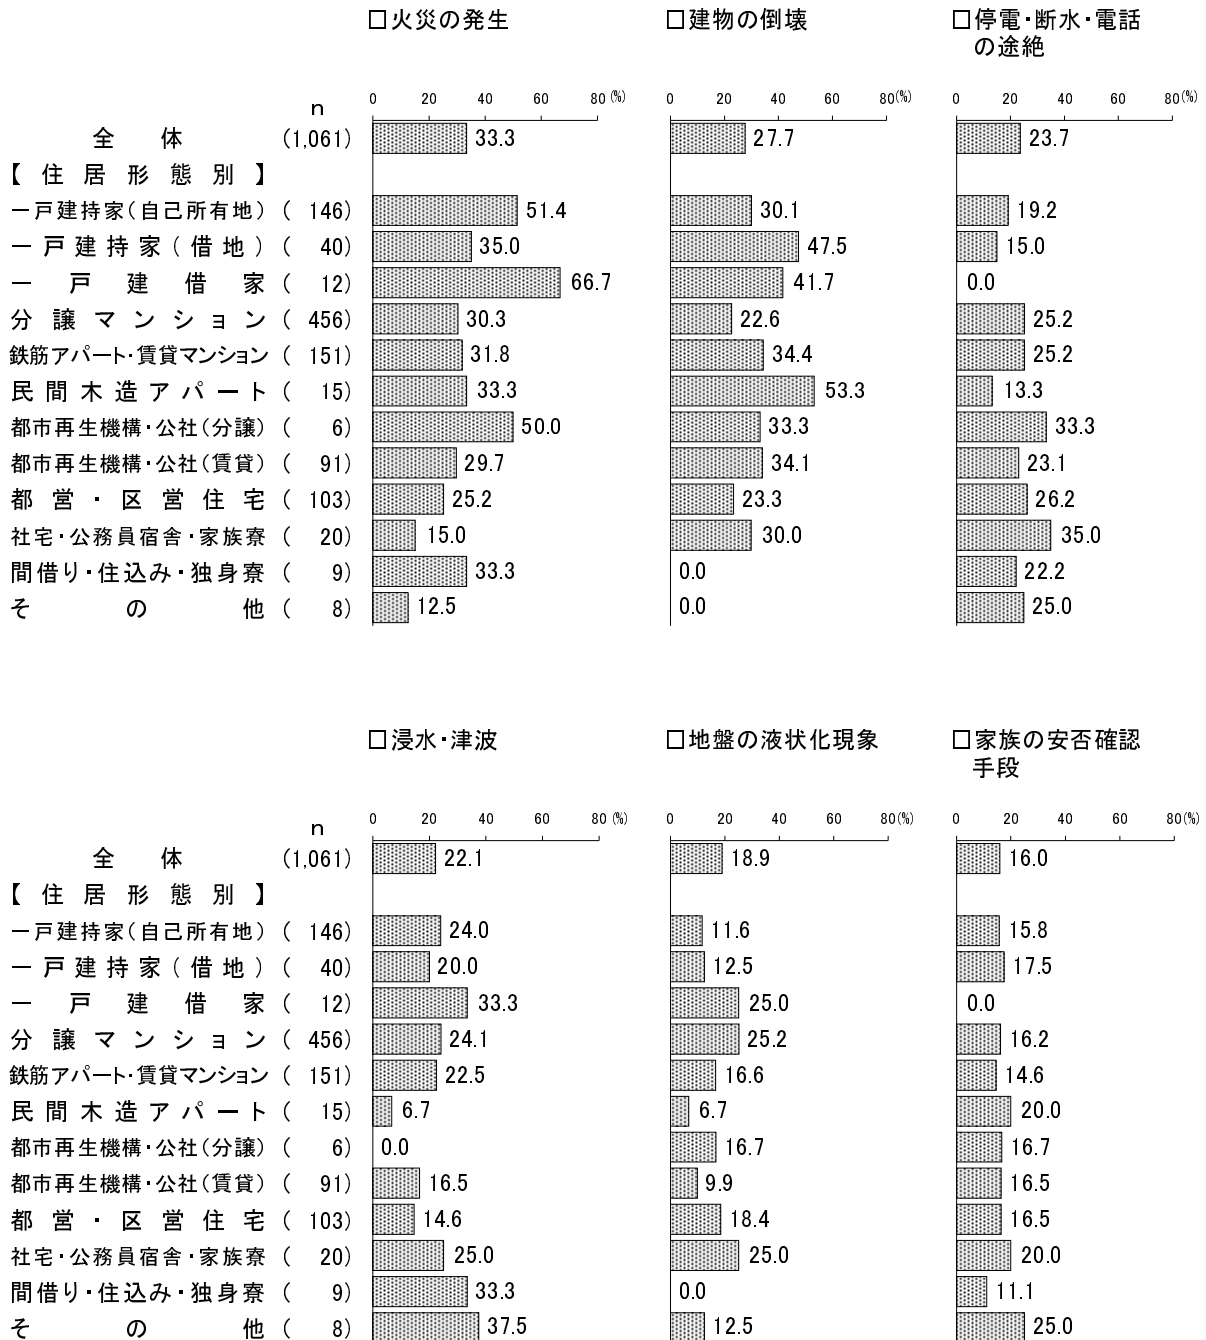 □火災の発生 □建物の倒壊 □停電・断水・電話
の途絶
n 0 20 40 60 80(%) 0 20 40 60 80(%) 0 20 40 60 80(%)
全体 (1,061) 33.3 27.7 23.7
【住居形態別】
一戸建持家(自己所有地) ( 146) 51.4 30.1 19.2
一戸建持家(借地) ( 40) 35.0 47.5 15.0
一戸建借家 ( 12) 66.7 41.7 0.0
分譲マンション ( 456) 30.3 22.6 25.2
鉄筋アパート・賃貸マンション ( 151) 31.8 34.4 25.2
民間木造アパート ( 15) 33.3 53.3 13.3
都市再生機構・公社(分譲) ( 6) 50.0 33.3 33.3
都市再生機構・公社(賃貸) ( 91) 29.7 34.1 23.1
都営・区営住宅 ( 103) 25.2 23.3 26.2
社宅・公務員宿舎・家族寮 ( 20) 15.0 30.0 35.0
間借り・住込み・独身寮 ( 9) 33.3 0.0 22.2
その他 ( 8) 12.5 0.0 25.0
□浸水・津波 □地盤の液状化現象 □家族の安否確認
手段
n 0 20 40 60 80(%) 0 20 40 60 80(%) 0 20 40 60 80(%)
全体 (1,061) 22.1 18.9 16.0
【住居形態別】
一戸建持家(自己所有地) ( 146) 24.0 11.6 15.8
一戸建持家(借地) ( 40) 20.0 12.5 17.5
一戸建借家 ( 12) 33.3 25.0 0.0
分譲マンション ( 456) 24.1 25.2 16.2
鉄筋アパート・賃貸マンション ( 151) 22.5 16.6 14.6
民間木造アパート ( 15) 6.7 6.7 20.0
都市再生機構・公社(分譲) ( 6) 0.0 16.7 16.7
都市再生機構・公社(賃貸) ( 91) 16.5 9.9 16.5
都営・区営住宅 ( 103) 14.6 18.4 16.5
社宅・公務員宿舎・家族寮 ( 20) 25.0 25.0 20.0
間借り・住込み・独身寮 ( 9) 33.3 0.0 11.1
その他 ( 8) 37.5 12.5 25.0